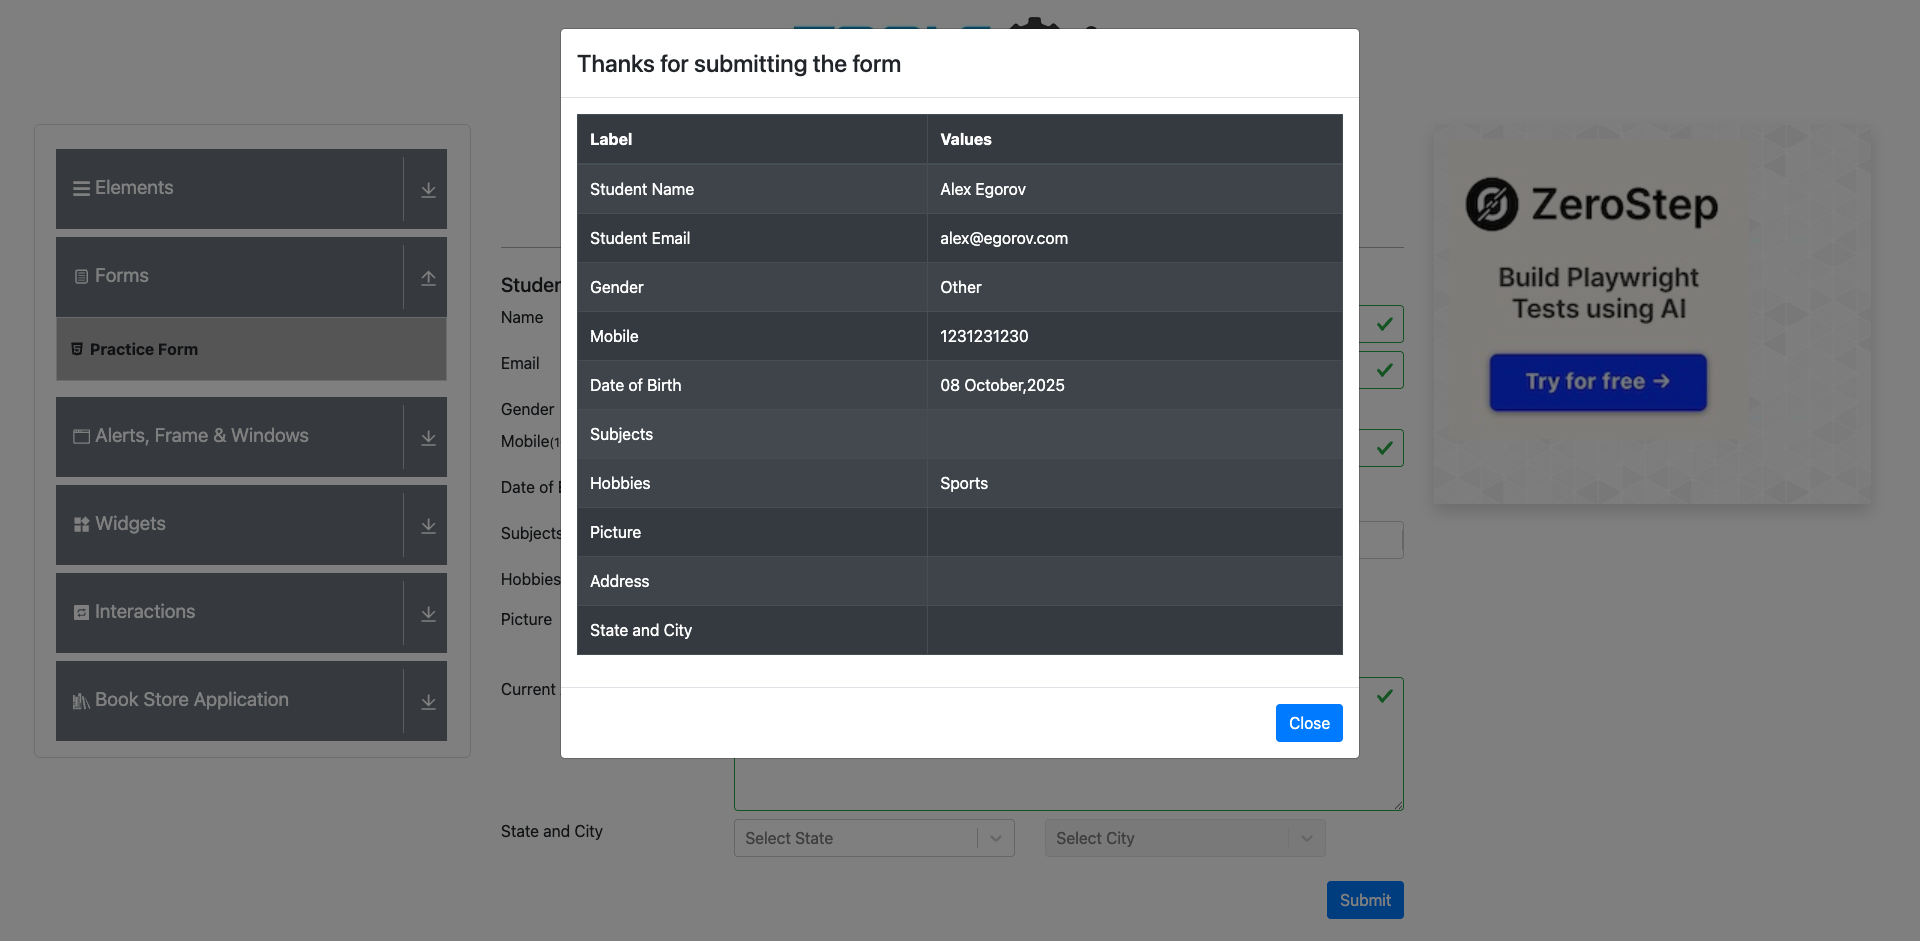 Thanks for submitting the form
Label Values
Student Name Alex Egorov
Student Email alex@egorov.com
Gender Other
Mobile 1231231230
Date of Birth 08 October,2025
Subjects
Hobbies Sports
Picture
Address
State and City
Close
Elements
Forms
Practice Form
Alerts, Frame & Windows
Widgets
Interactions
Book Store Application
Name
Email
Gender
Mobile
Date of
Subjects
Hobbies
Picture
Current
State and City
Select State
Select City
Submit
ZeroStep
Build Playwright
Tests using AI
Try for free →